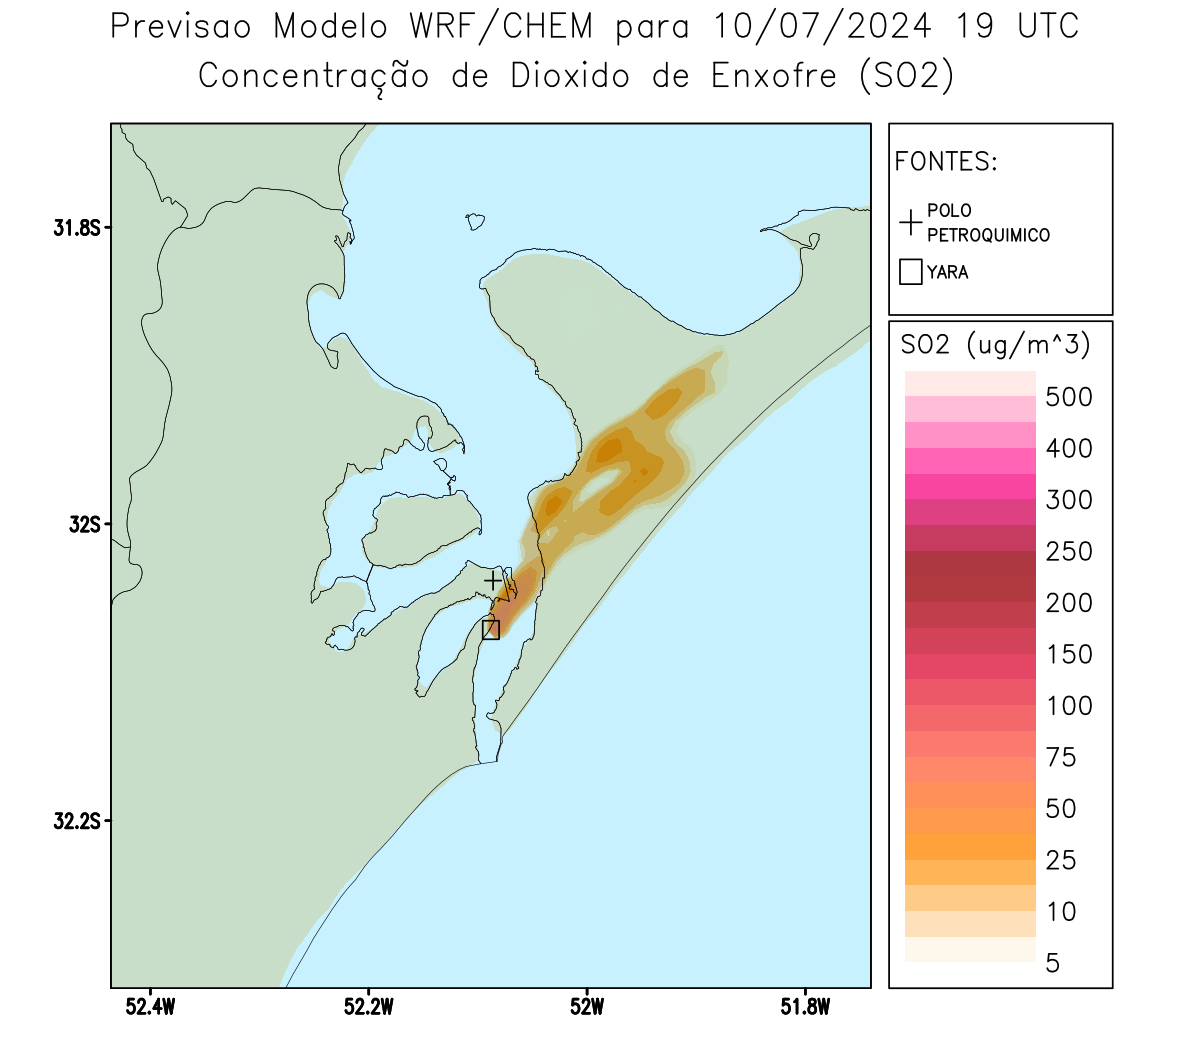 Previsao Modelo WRF/CHEM para 10/07/2024 19 UTC
Concentração de Dioxido de Enxofre (SO2)
FONTES:
POLO
PETROQUIMICO
YARA
31.8S
32S
32.2S
52.4W
52.2W
52W
51.8W
SO2 (ug/m^3)
500
400
300
250
200
150
100
75
50
25
10
5